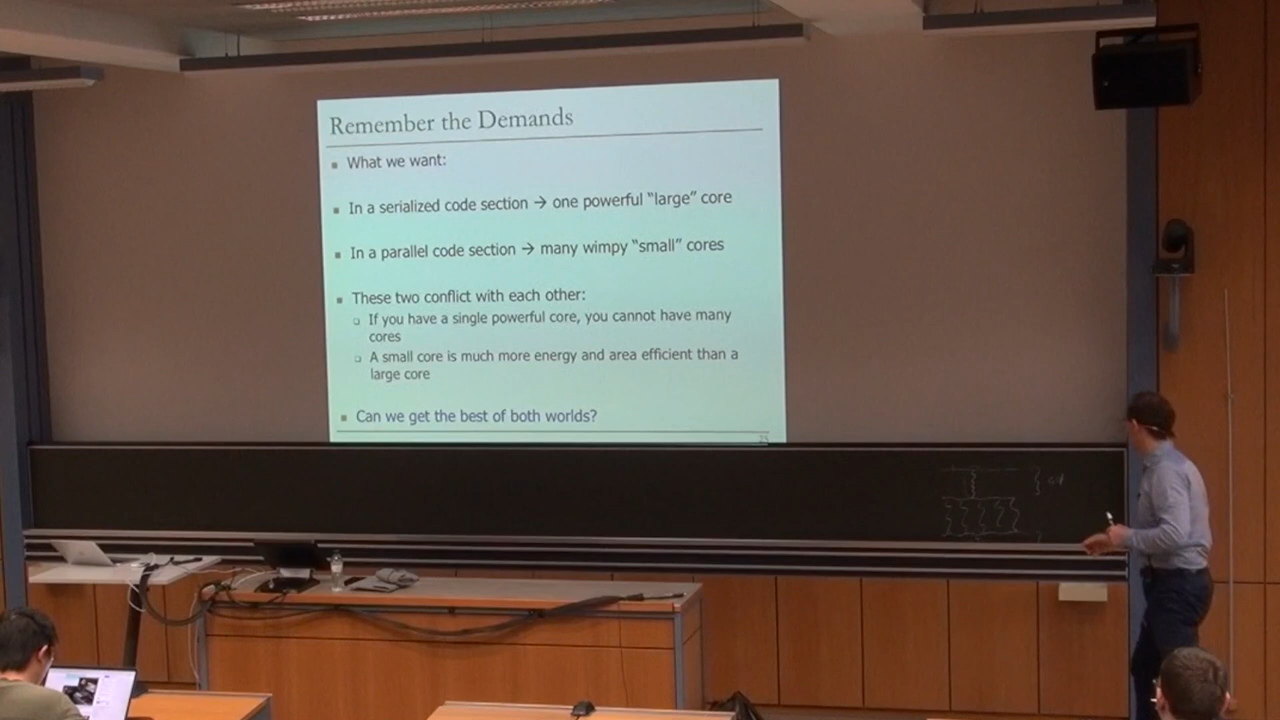 Remember the Demands
What we want:
In a serialized code section → one powerful “large” core
In a parallel code section → many wimpy “small” cores
These two conflict with each other:
If you have a single powerful core, you cannot have many
cores
A small core is much more energy and area efficient than a
large core
Can we get the best of both worlds?